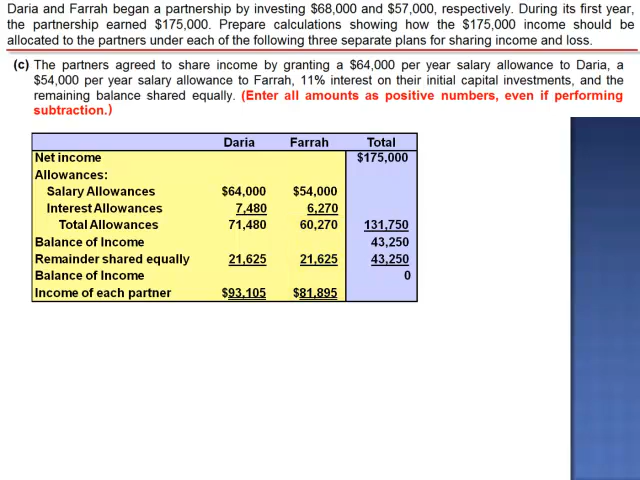 Daria and Farrah began a partnership by investing $68,000 and $57,000, respectively. During its first year,
the partnership earned $175,000. Prepare calculations showing how the $175,000 income should be
allocated to the partners under each of the following three separate plans for sharing income and loss.
(c) The partners agreed to share income by granting a $64,000 per year salary allowance to Daria, a
$54,000 per year salary allowance to Farrah, 11% interest on their initial capital investments, and the
remaining balance shared equally. (Enter all amounts as positive numbers, even if performing
subtraction.)
Daria Farrah Total
Net income $175,000
Allowances:
Salary Allowances $64,000 $54,000
Interest Allowances 7,480 6,270
Total Allowances 71,480 60,270 131,750
Balance of Income 43,250
Remainder shared equally 21,625 21,625 43,250
Balance of Income 0
Income of each partner $93,105 $81,895